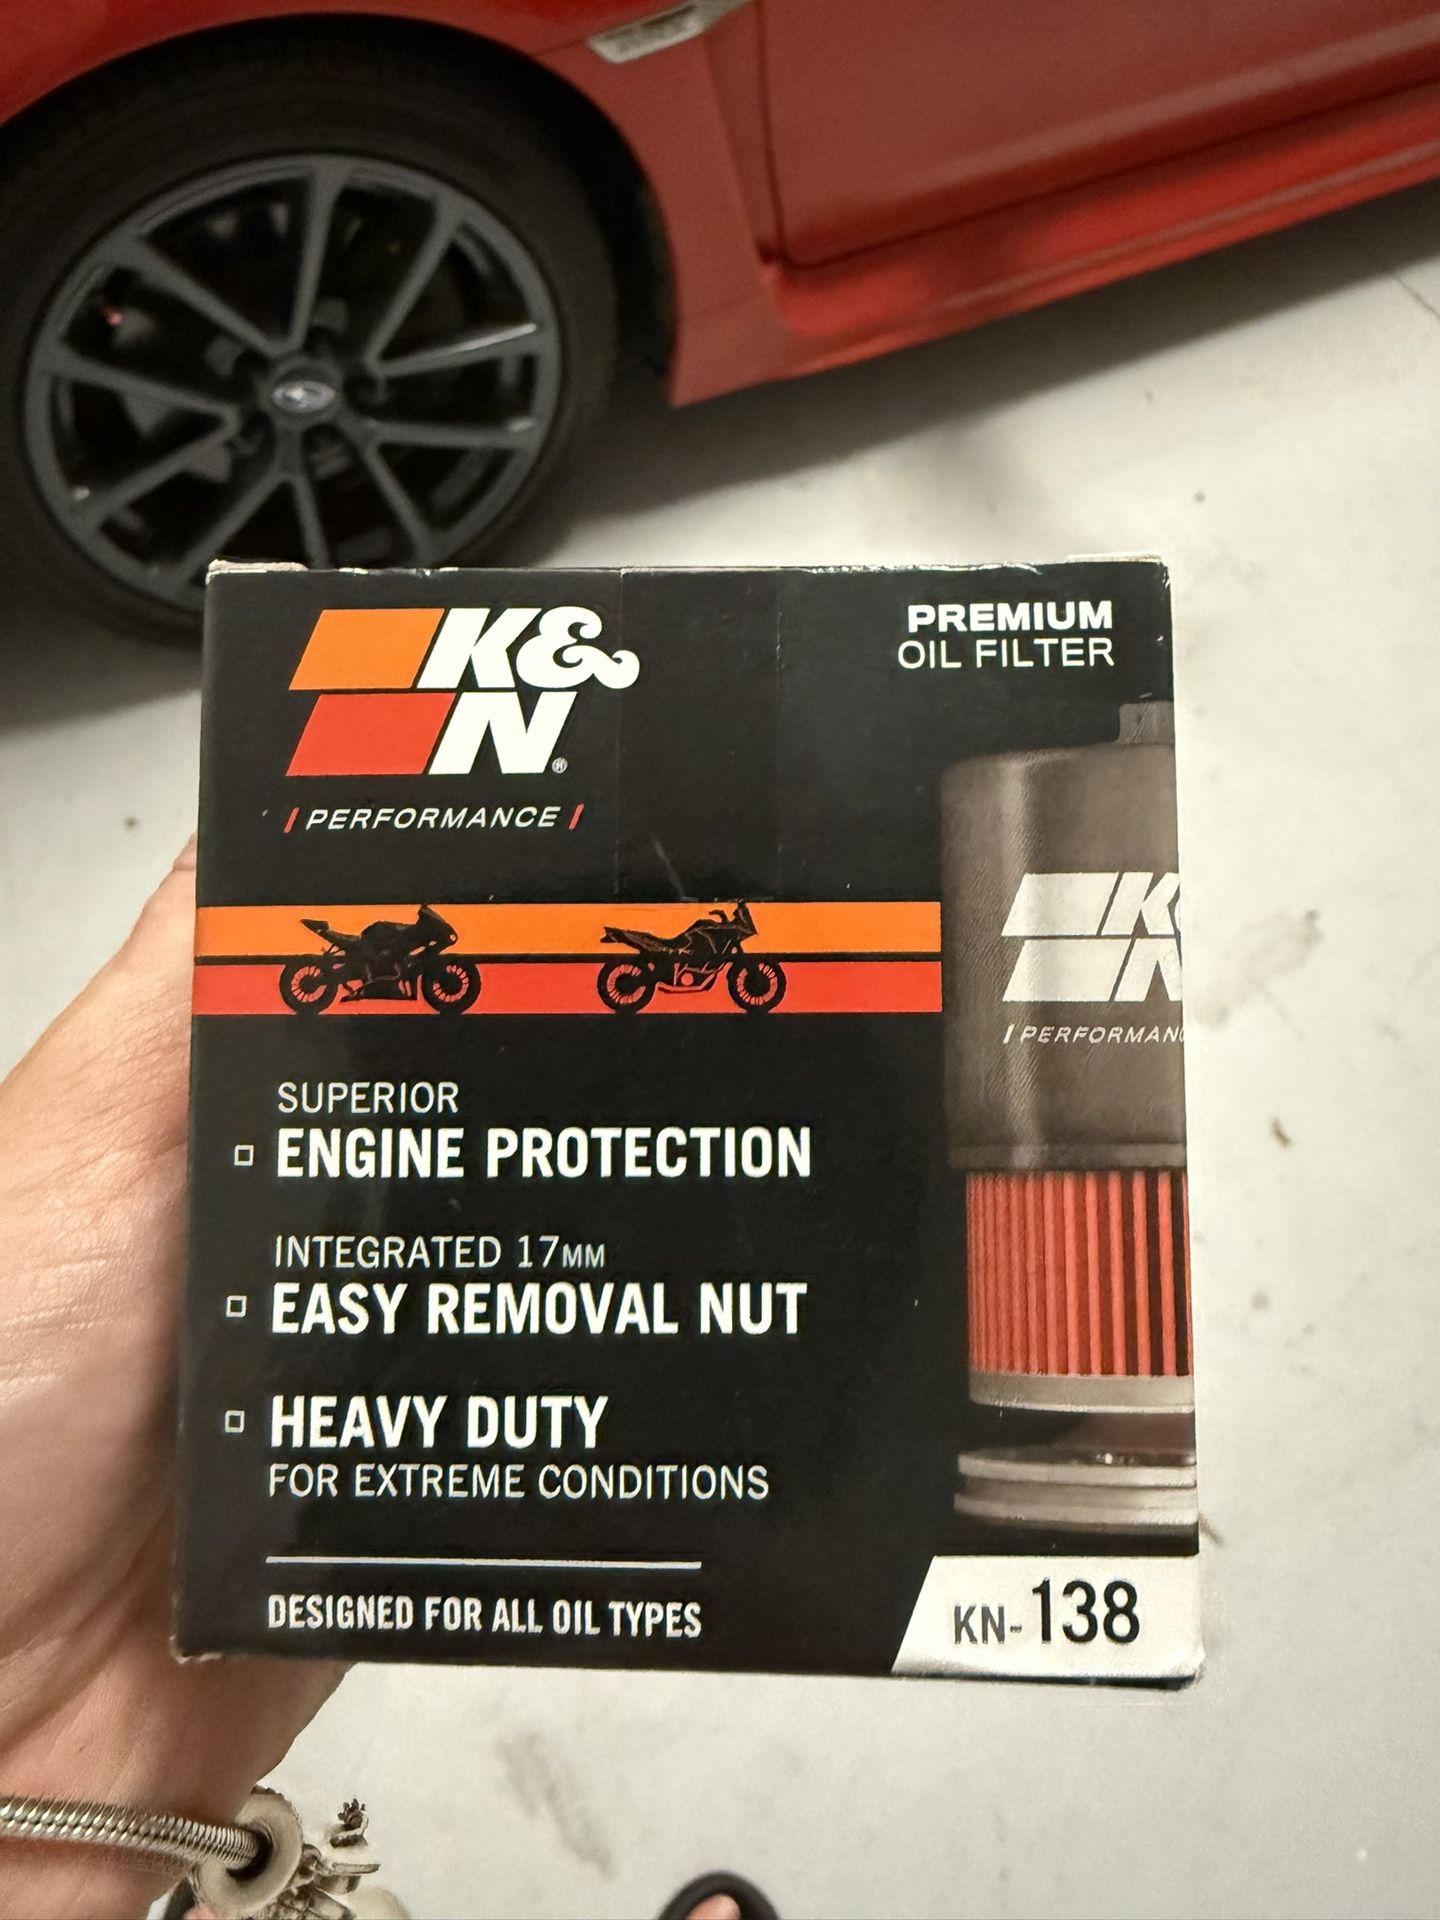 K&N®
PREMIUM
OIL FILTER
/ PERFORMANCE /
K
N
/ PERFORMAN
SUPERIOR
ENGINE PROTECTION
INTEGRATED 17MM
EASY REMOVAL NUT
HEAVY DUTY
FOR EXTREME CONDITIONS
DESIGNED FOR ALL OIL TYPES
KN-138